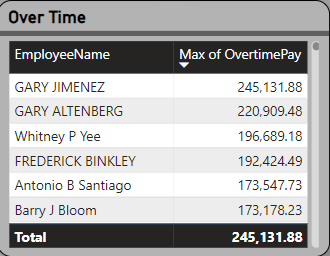 Over Time
EmployeeName Max of OvertimePay
GARY JIMENEZ 245,131.88
GARY ALTENBERG 220,909.48
Whitney P Yee 196,689.18
FREDERICK BINKLEY 192,424.49
Antonio B Santiago 173,547.73
Barry J Bloom 173,178.23
Total 245,131.88